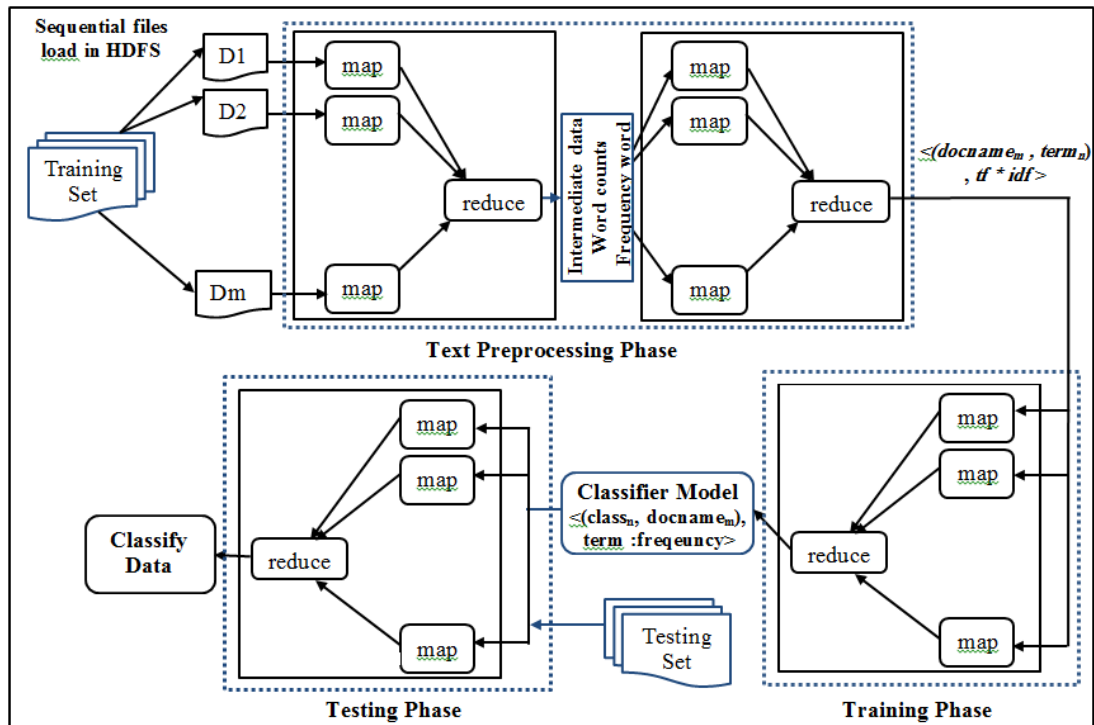 Sequential files
load in HDFS
D1
D2
Training
Set
Dm
map
map
map
reduce
Intermediate data
Word counts
Frequency word
map
map
map
reduce
<(docnameₘ , termₙ)
, tf * idf >
Text Preprocessing Phase
map
map
map
reduce
Training Phase
Classifier Model
<(classₙ, docnameₘ),
term :freqeuncy>
Testing
Set
map
map
map
reduce
Testing Phase
Classify
Data